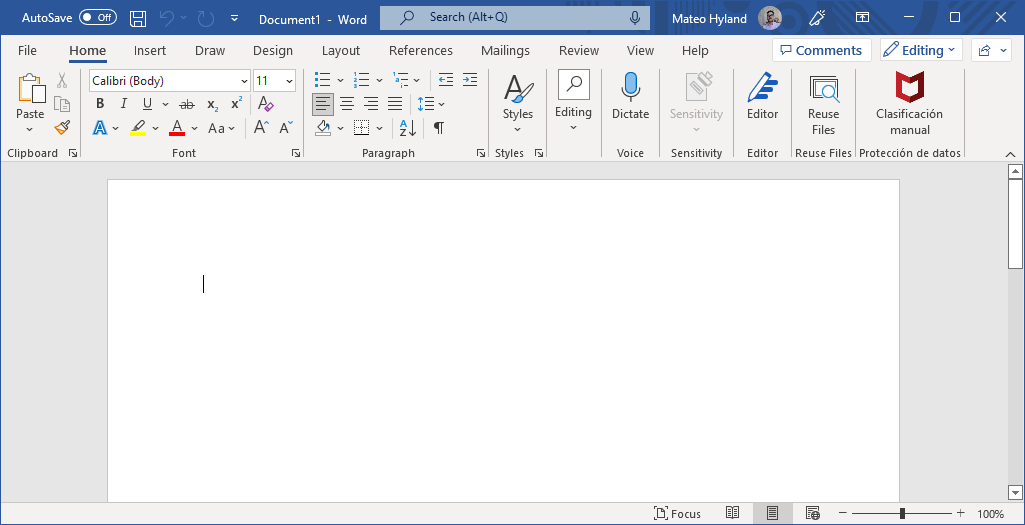 AutoSave Off Document1 - Word Search (Alt+Q) Mateo Hyland
File Home Insert Draw Design Layout References Mailings Review View Help Comments Editing
Calibri (Body) 11
B I U ab x₂ x² A
A A Aa A A A Z ¶
Paste Styles Editing Dictate Sensitivity Editor Reuse Files Clasificación manual
Clipboard Font Paragraph Styles Voice Sensitivity Editor Reuse Files Protección de datos
Focus 100%